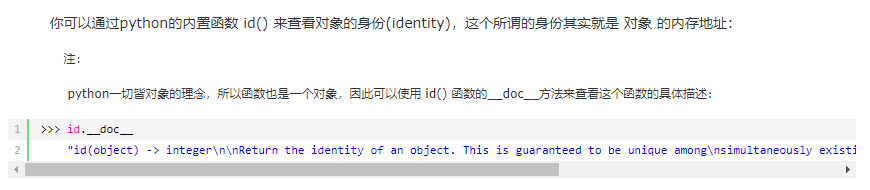 你可以通过python的内置函数 id() 来查看对象的身份(identity)，这个所谓的身份其实就是 对象 的内存地址：
注：
python一切皆对象的理念，所以函数也是一个对象，因此可以使用 id() 函数的__doc__方法来查看这个函数的具体描述：
1 >>> id.__doc__
2 "id(object) -> integer\n\nReturn the identity of an object. This is guaranteed to be unique among\nsimultaneously existi